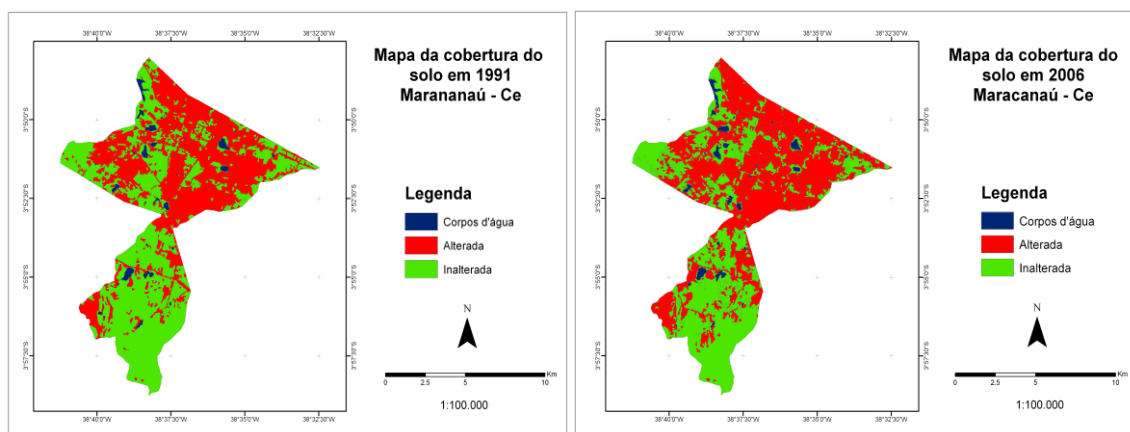 38°40'0"W 38°37'30"W 38°35'0"W 38°32'30"W
3°50'0"S
3°52'30"S
3°55'0"S
3°57'30"S
3°50'0"S
3°52'30"S
3°55'0"S
3°57'30"S
38°40'0"W 38°37'30"W 38°35'0"W 38°32'30"W
Mapa da cobertura do
solo em 1991
Marananaú - Ce
Legenda
Corpos d'água
Alterada
Inalterada
N
Km
0 2.5 5 10
1:100.000
38°40'0"W 38°37'30"W 38°35'0"W 38°32'30"W
3°50'0"S
3°52'30"S
3°55'0"S
3°57'30"S
3°50'0"S
3°52'30"S
3°55'0"S
3°57'30"S
38°40'0"W 38°37'30"W 38°35'0"W 38°32'30"W
Mapa da cobertura do
solo em 2006
Maracanaú - Ce
Legenda
Corpos d'água
Alterada
Inalterada
N
Km
0 2.5 5 10
1:100.000